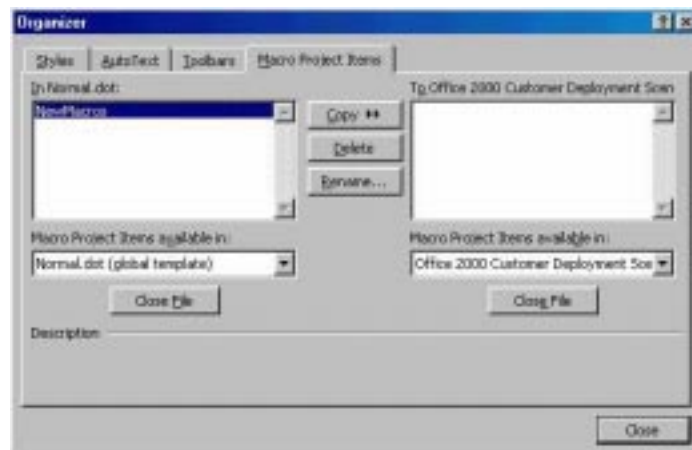 Organizer
Styles AutoText Toolbars Macro Project Items
In Normal.dot:
NewMacros
To Office 2000 Customer Deployment Scen
Copy
Delete
Rename...
Macro Project Items available in:
Normal.dot (global template)
Close File
Macro Project Items available in:
Office 2000 Customer Deployment Sce
Close File
Description
Close